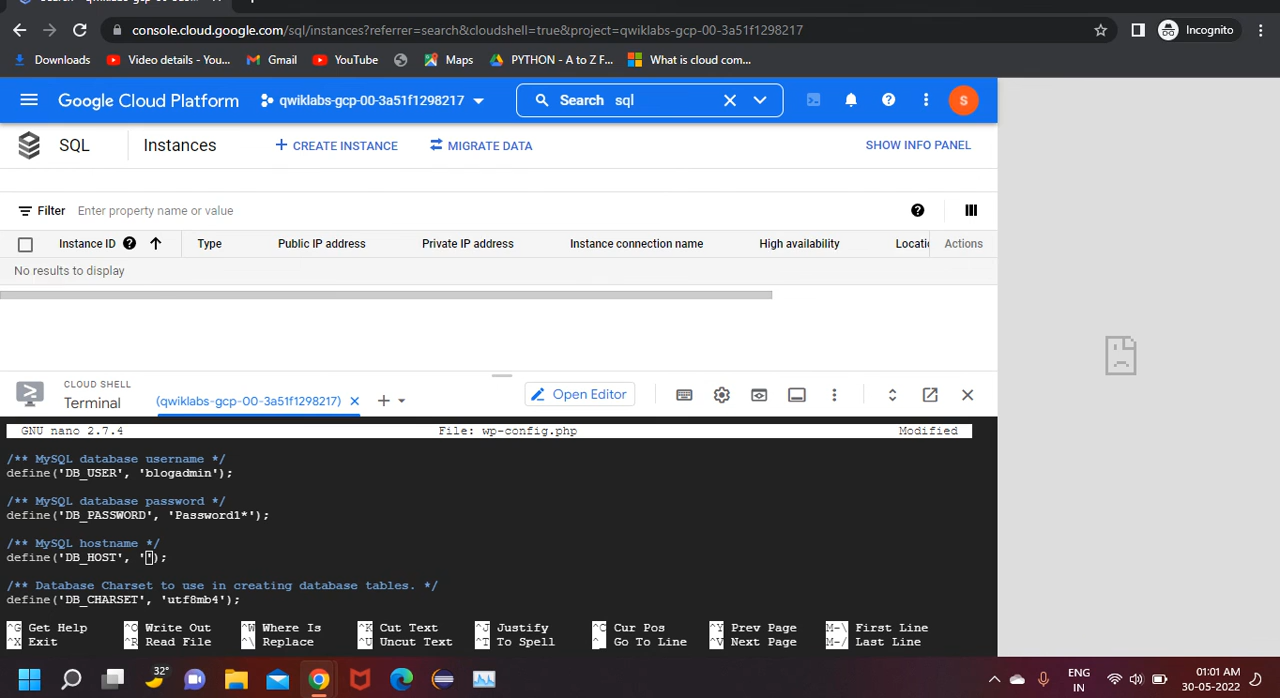 console.cloud.google.com/sql/instances?referrer=search&cloudshell=true&project=qwiklabs-gcp-00-3a51f1298217
Incognito
Downloads Video details - You... Gmail YouTube Maps PYTHON - A to Z F... What is cloud com...
Google Cloud Platform qwiklabs-gcp-00-3a51f1298217 Search sql S
SQL Instances CREATE INSTANCE MIGRATE DATA SHOW INFO PANEL
Filter Enter property name or value
Instance ID Type Public IP address Private IP address Instance connection name High availability Locati Actions
No results to display
CLOUD SHELL
Terminal (qwiklabs-gcp-00-3a51f1298217) Open Editor
GNU nano 2.7.4 File: wp-config.php Modified
/** MySQL database username */
define('DB_USER', 'blogadmin');
/** MySQL database password */
define('DB_PASSWORD', 'Password1*');
/** MySQL hostname */
define('DB_HOST', '');
/** Database Charset to use in creating database tables. */
define('DB_CHARSET', 'utf8mb4');
^G Get Help ^O Write Out ^W Where Is ^K Cut Text ^J Justify ^C Cur Pos ^Y Prev Page M-\ First Line
^X Exit ^R Read File ^\ Replace ^U Uncut Text ^T To Spell ^_ Go To Line ^V Next Page M-/ Last Line
32° ENG
IN
01:01 AM
30-05-2022